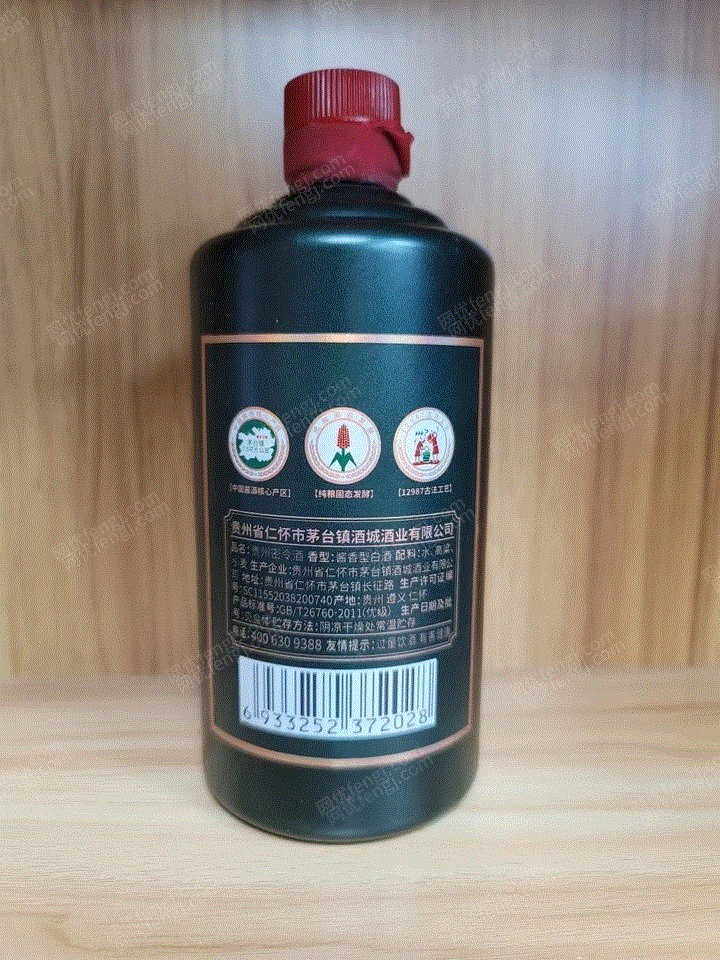 [中国酱酒核心产区]
[纯粮固态发酵]
[12987古法工艺]
贵州省仁怀市茅台镇酒城酒业有限公司
品名:贵州密令酒 香型:酱香型白酒 配料:水、高粱、
小麦 生产企业:贵州省仁怀市茅台镇酒城酒业有限公
司 地址:贵州省仁怀市茅台镇长征路 生产许可证编
号:SC11552038200740 产地:贵州 遵义 仁怀
产品标准号:GB/T26760-2011(优级) 生产日期及批
号:见盒体 贮存方法:阴凉干燥处常温贮存
电话:400 630 9388 友情提示:过量饮酒 有害健康
6 933252 372028